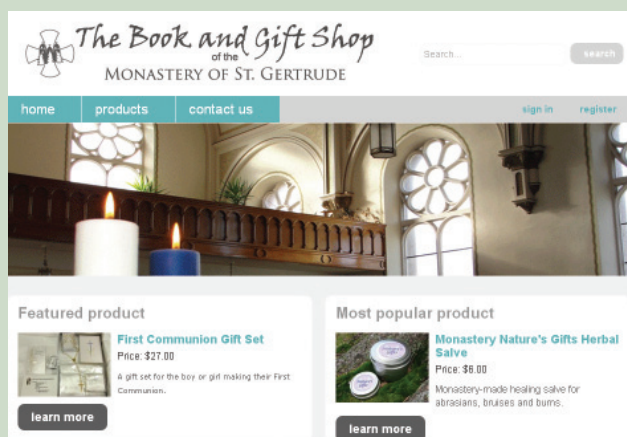 The Book and Gift Shop
of the
MONASTERY OF ST. GERTRUDE
Search...
search
home
products
contact us
sign in
register
Featured product
First Communion Gift Set
Price: $27.00
A gift set for the boy or girl making their First
Communion.
learn more
Most popular product
Monastery Nature's Gifts Herbal
Salve
Price: $6.00
Monastery-made healing salve for
abrasions, bruises and burns.
learn more